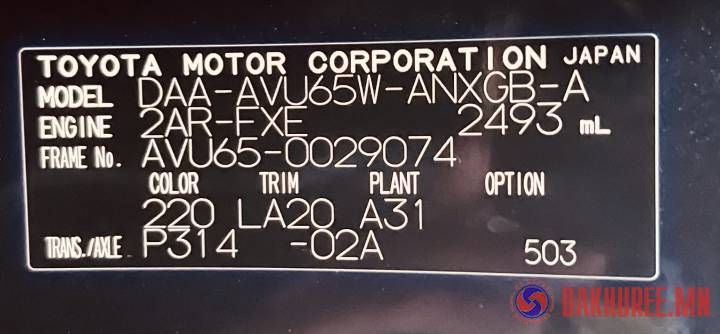 TOYOTA MOTOR CORPORATION JAPAN
MODEL DAA-AVU65W-ANXGB-A
ENGINE 2AR-FXE 2493 mL
FRAME No. AVU65-0029074
COLOR TRIM PLANT OPTION
220 LA20 A31
TRANS./AXLE P314 -02A 503
DAKHUREE.MN